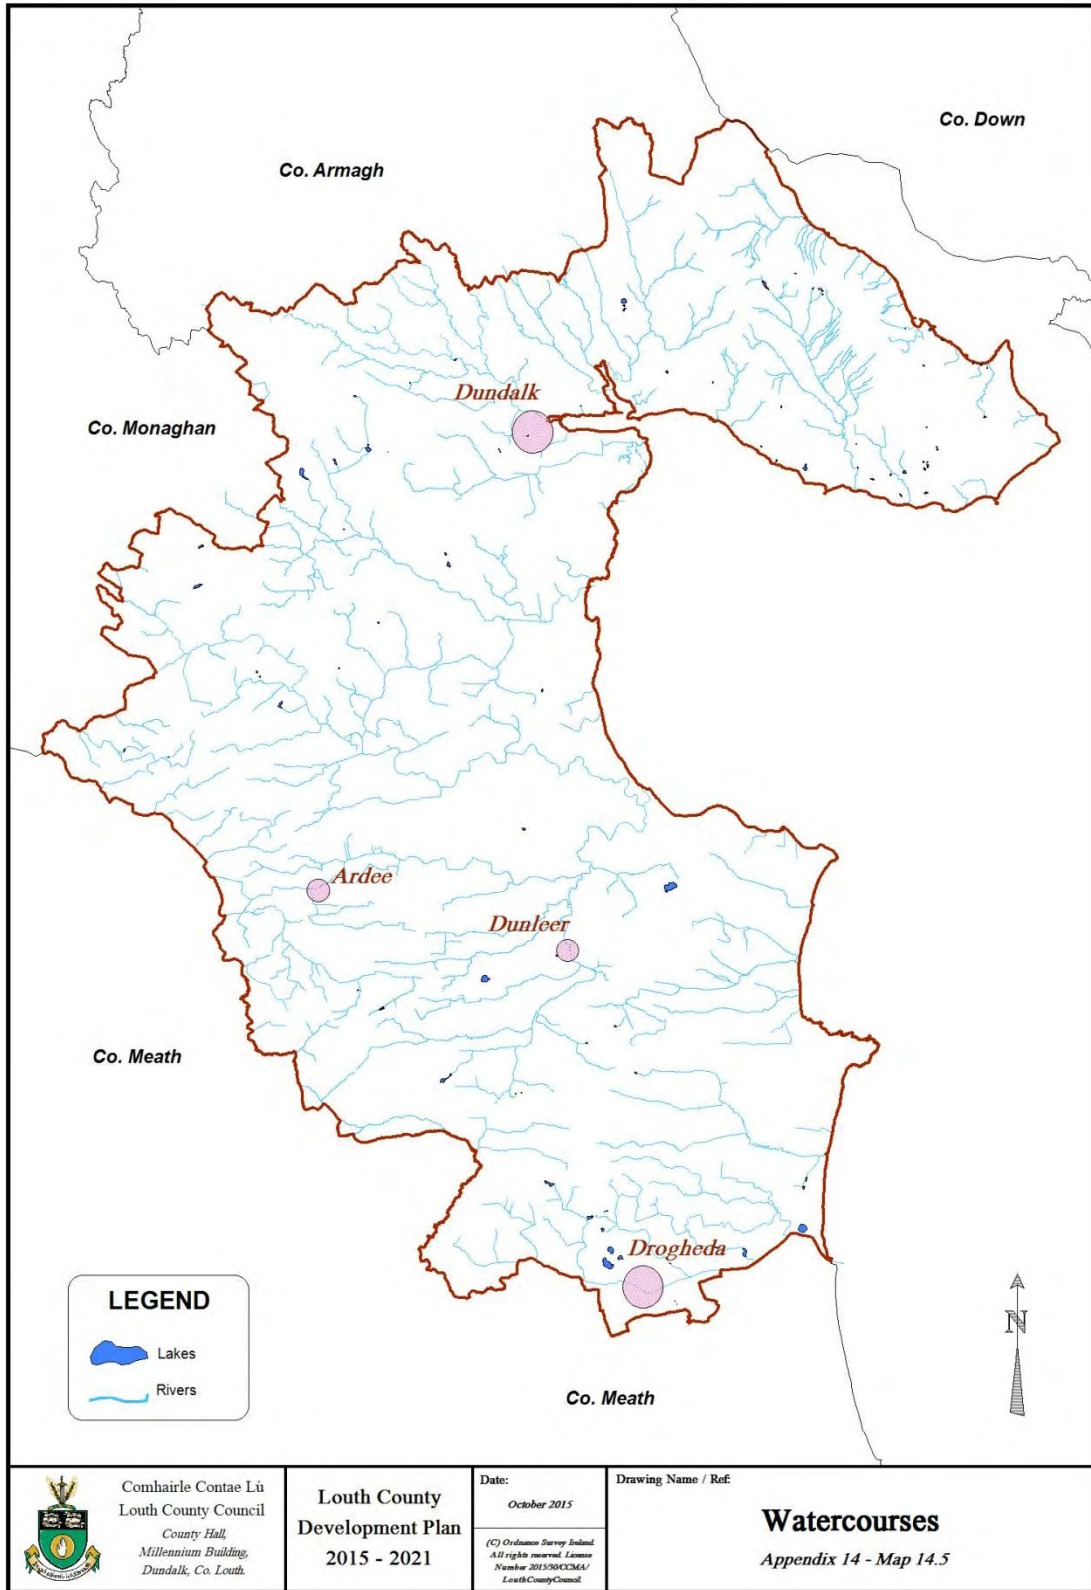 Co. Down
Co. Armagh
Dundalk
Co. Monaghan
Ardee
Dunleer
Co. Meath
Drogheda
LEGEND
Lakes
Rivers
N
Co. Meath
Comhairle Contae Lú
Louth County Council
County Hall,
Millennium Building,
Dundalk, Co. Louth.
Louth County
Development Plan
2015 - 2021
Date:
October 2015
(C) Ordnance Survey Ireland.
All rights reserved. License
Number 2015/30/CCMA/
LouthCountyCouncil.
Drawing Name / Ref:
Watercourses
Appendix 14 - Map 14.5